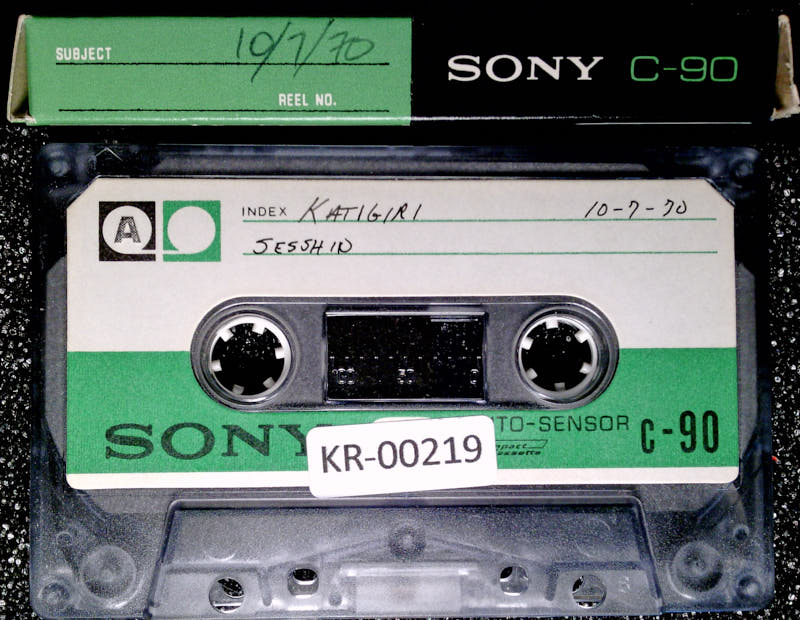 SUBJECT 10/7/70
REEL NO.
SONY C-90
A INDEX KATIGIRI 10-7-70
SESSHIN
SONY TO-SENSOR C-90
KR-00219